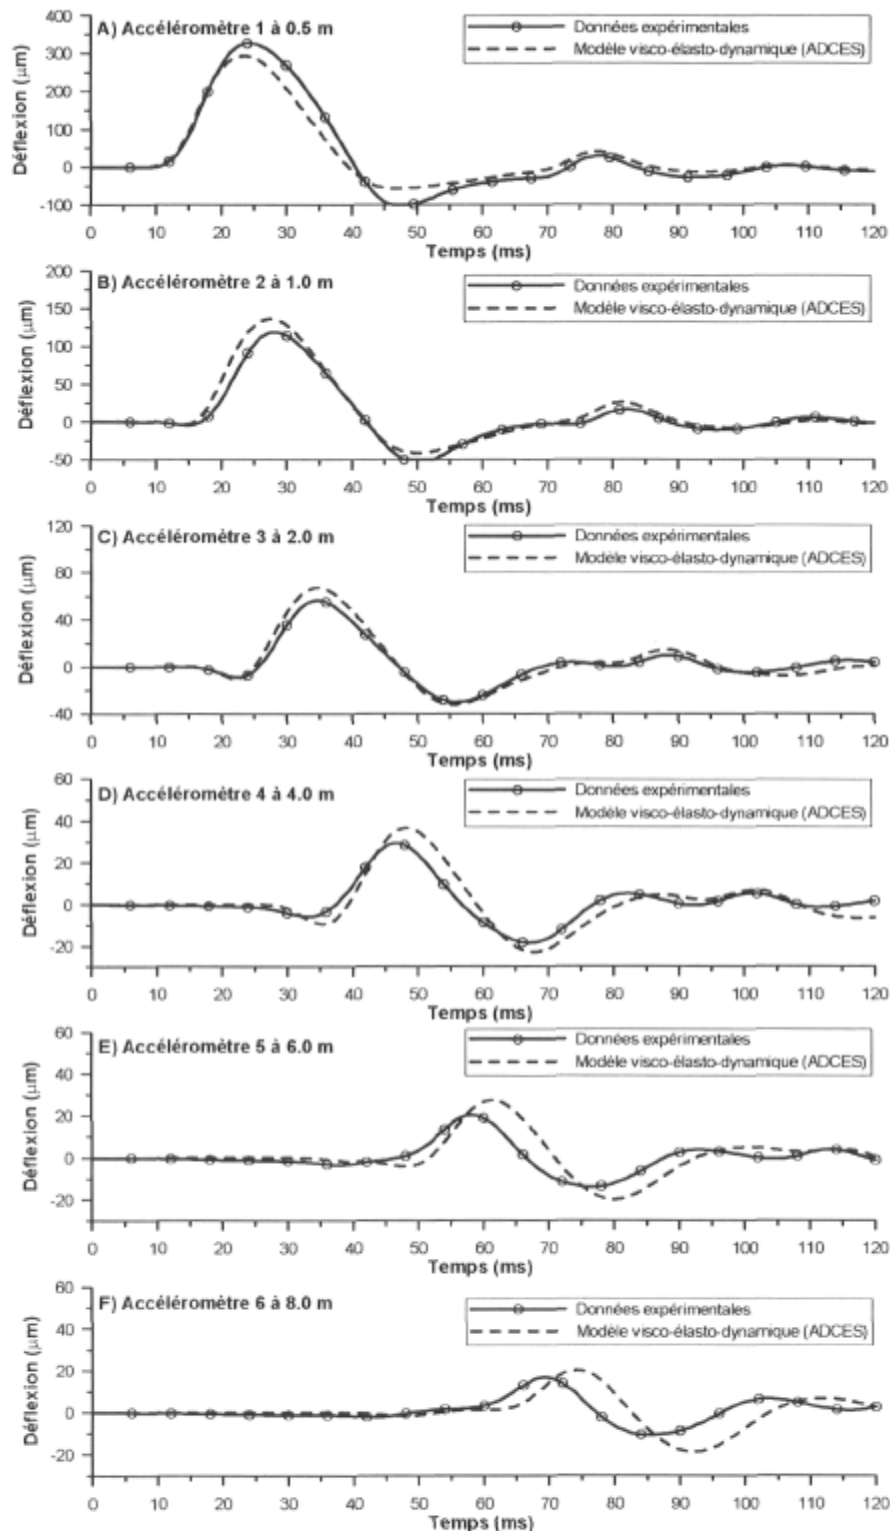 A) Accéléromètre 1 à 0.5 m
Données expérimentales
Modèle visco-élasto-dynamique (ADCES)
Déflexion (μm)
400
300
200
100
0
-100
0 10 20 30 40 50 60 70 80 90 100 110 120
Temps (ms)
B) Accéléromètre 2 à 1.0 m
Données expérimentales
Modèle visco-élasto-dynamique (ADCES)
Déflexion (μm)
200
150
100
50
0
-50
0 10 20 30 40 50 60 70 80 90 100 110 120
Temps (ms)
C) Accéléromètre 3 à 2.0 m
Données expérimentales
Modèle visco-élasto-dynamique (ADCES)
Déflexion (μm)
120
80
40
0
-40
0 10 20 30 40 50 60 70 80 90 100 110 120
Temps (ms)
D) Accéléromètre 4 à 4.0 m
Données expérimentales
Modèle visco-élasto-dynamique (ADCES)
Déflexion (μm)
60
40
20
0
-20
0 10 20 30 40 50 60 70 80 90 100 110 120
Temps (ms)
E) Accéléromètre 5 à 6.0 m
Données expérimentales
Modèle visco-élasto-dynamique (ADCES)
Déflexion (μm)
60
40
20
0
-20
0 10 20 30 40 50 60 70 80 90 100 110 120
Temps (ms)
F) Accéléromètre 6 à 8.0 m
Données expérimentales
Modèle visco-élasto-dynamique (ADCES)
Déflexion (μm)
60
40
20
0
-20
0 10 20 30 40 50 60 70 80 90 100 110 120
Temps (ms)